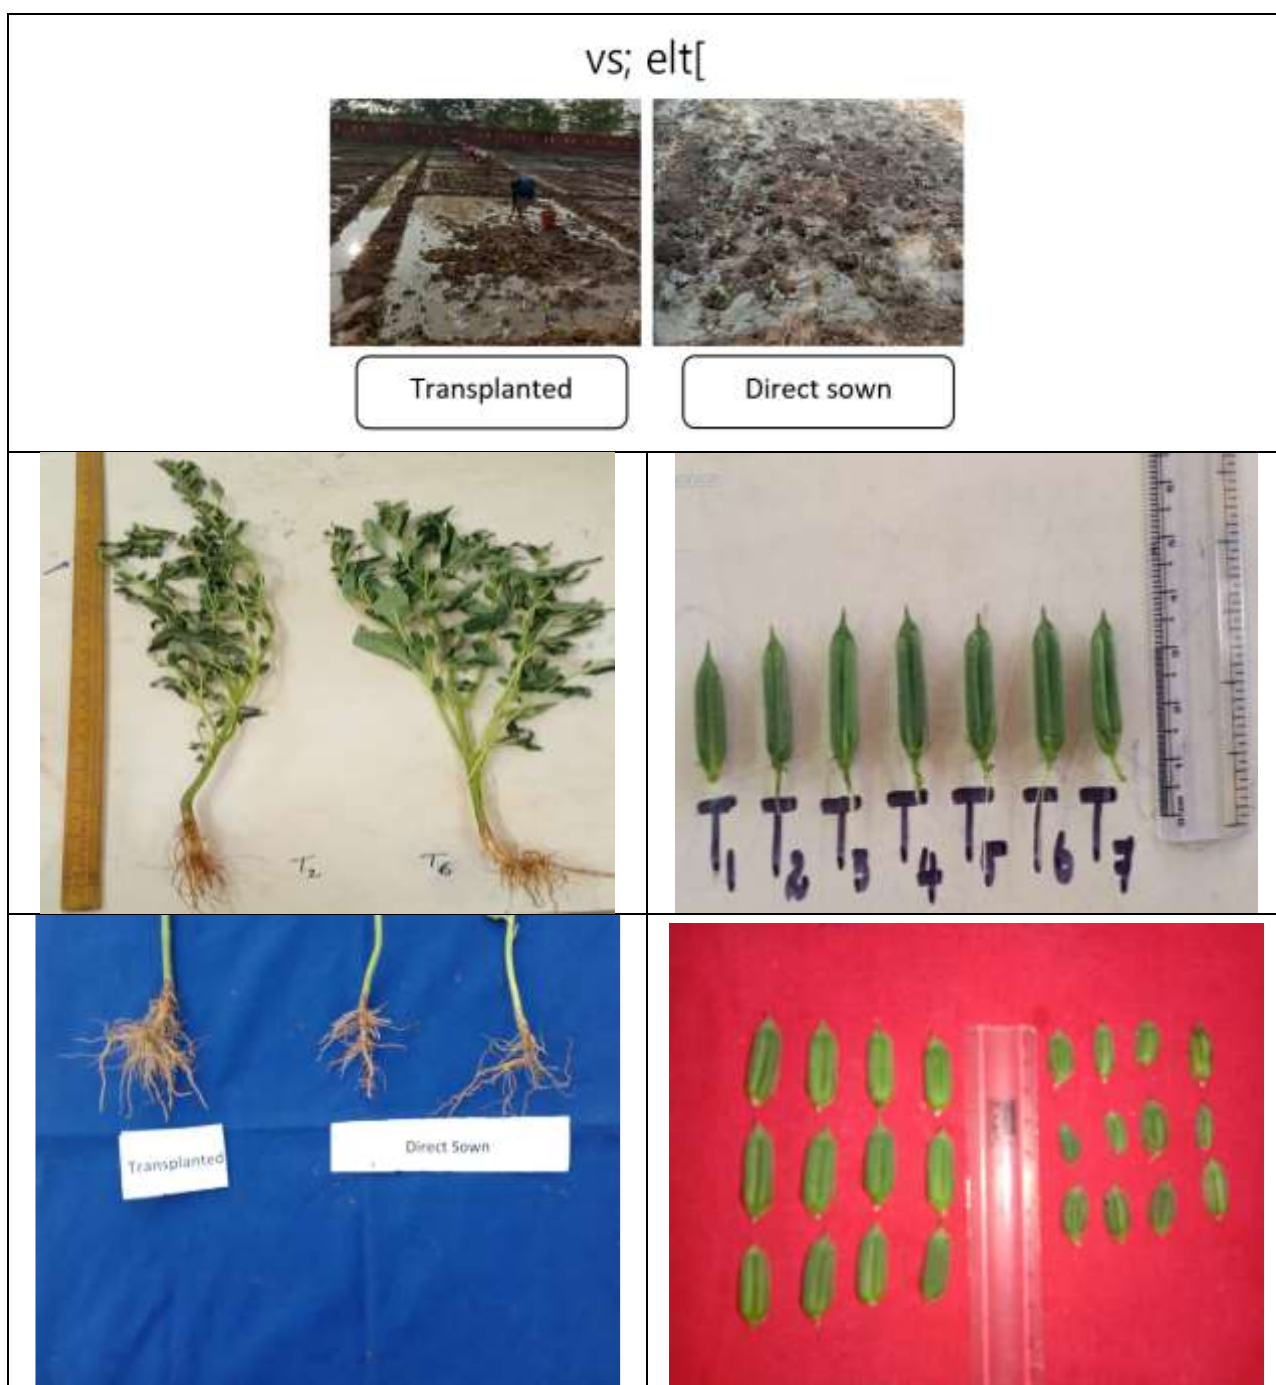 vs; elt[
Transplanted
Direct sown
T2
T6
T1
T2
T3
T4
T5
T6
T7
Transplanted
Direct Sown